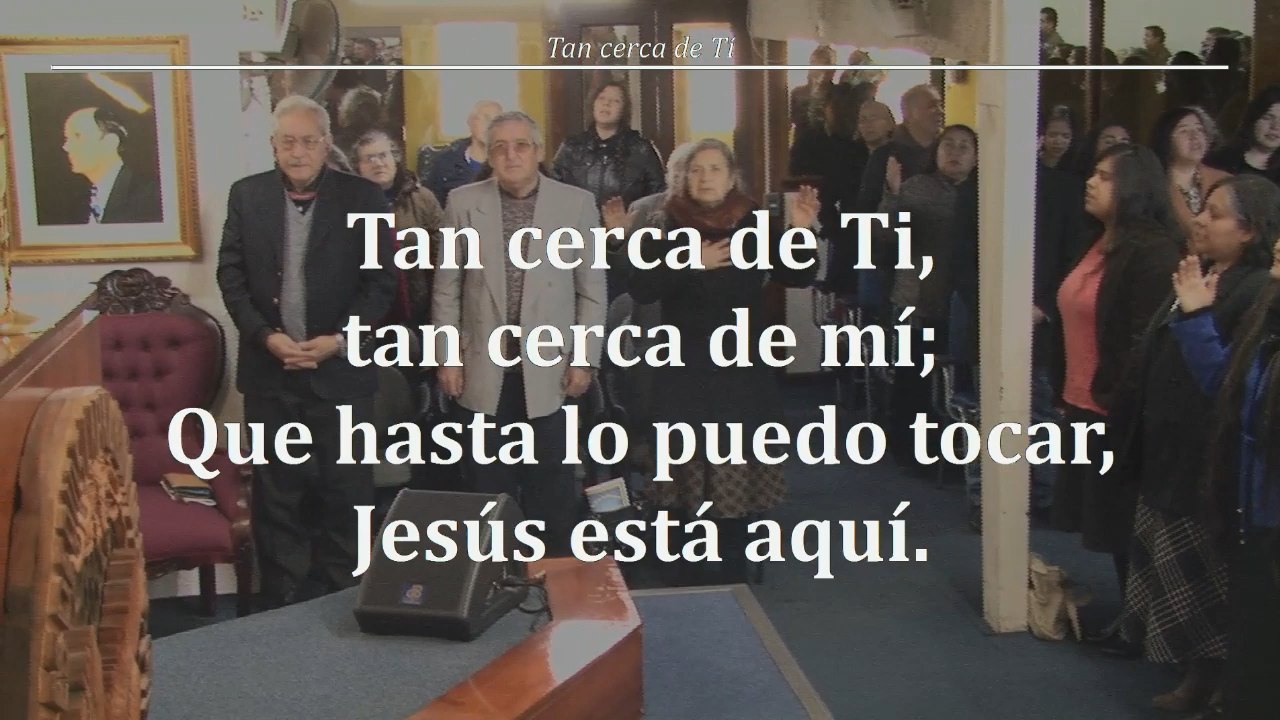 Tan cerca de Tí
Tan cerca de Ti,
tan cerca de mí;
Que hasta lo puedo tocar,
Jesús está aquí.